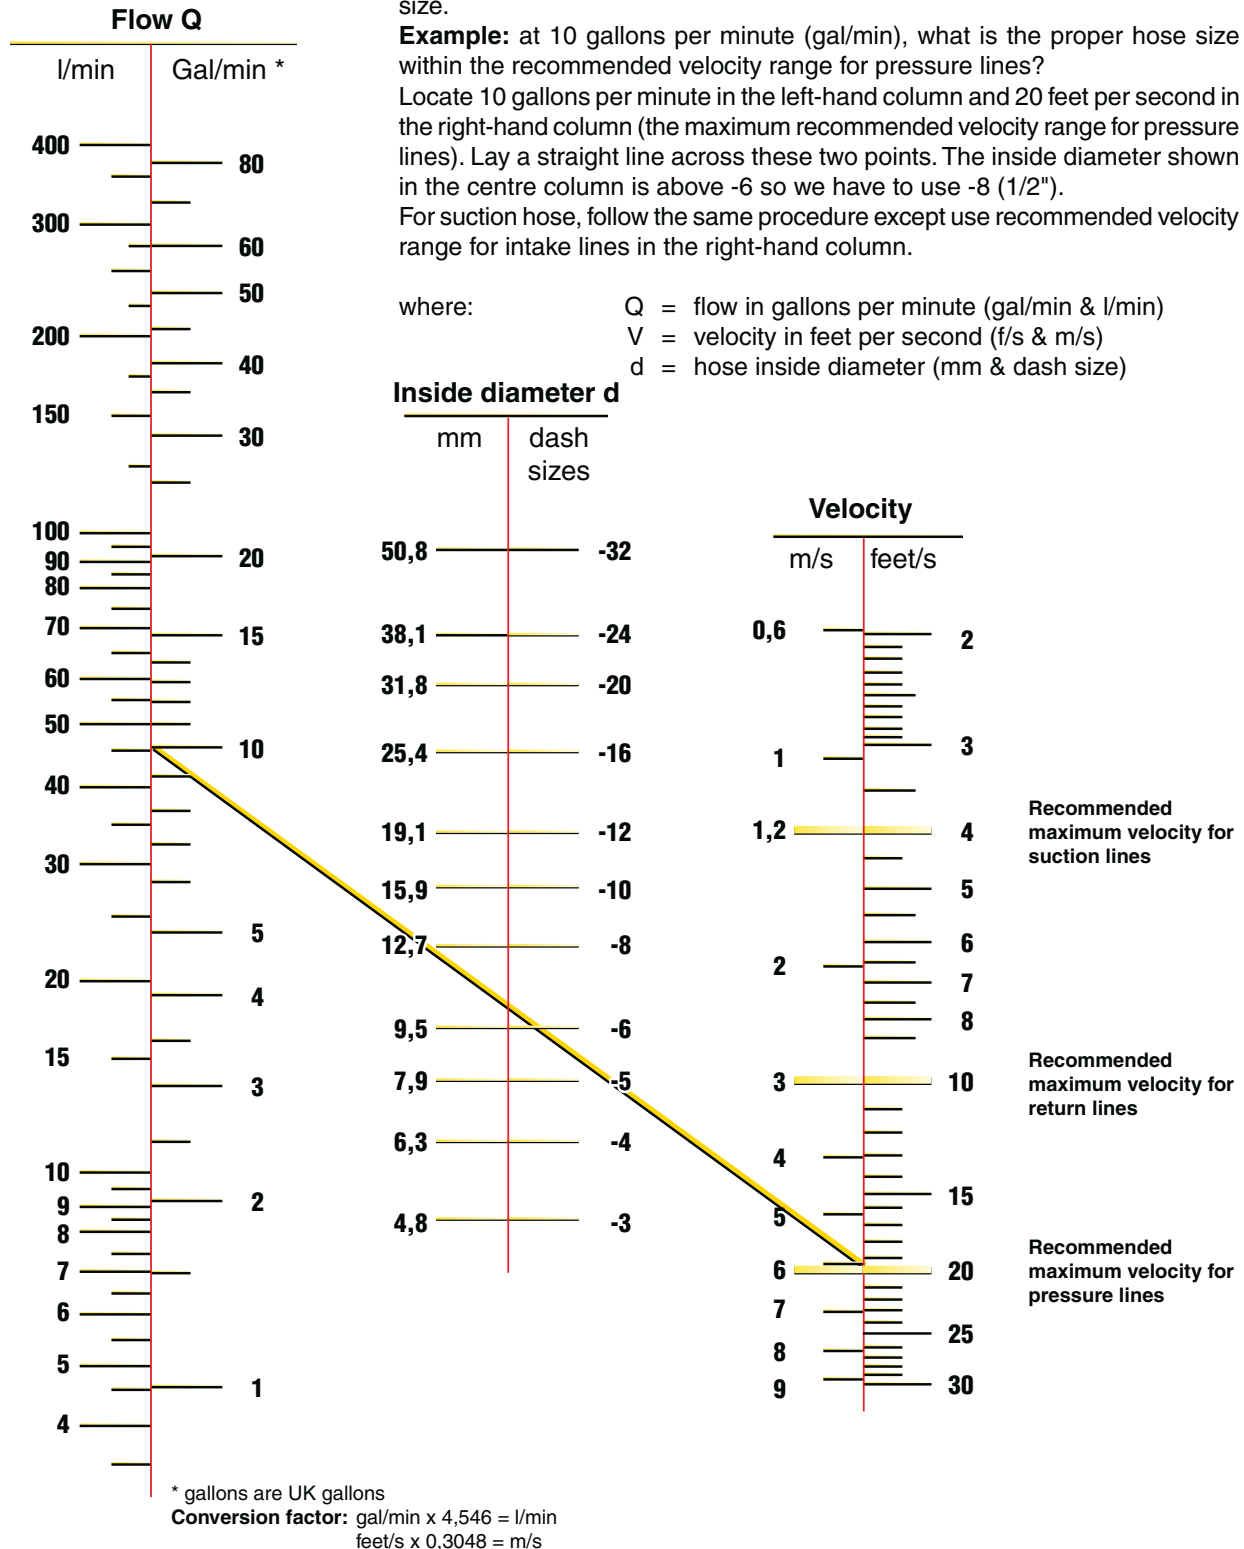 size.
Example: at 10 gallons per minute (gal/min), what is the proper hose size
within the recommended velocity range for pressure lines?
Locate 10 gallons per minute in the left-hand column and 20 feet per second in
the right-hand column (the maximum recommended velocity range for pressure
lines). Lay a straight line across these two points. The inside diameter shown
in the centre column is above -6 so we have to use -8 (1/2").
For suction hose, follow the same procedure except use recommended velocity
range for intake lines in the right-hand column.
where: Q = flow in gallons per minute (gal/min & l/min)
V = velocity in feet per second (f/s & m/s)
d = hose inside diameter (mm & dash size)
Flow Q
l/min Gal/min *
400
80
300
60
50
200
40
150
30
100
20
90
80
70
15
60
50
10
40
30
5
20
4
15
3
10
2
9
8
7
6
5
1
4
Inside diameter d
mm dash
sizes
50,8 -32
38,1 -24
31,8 -20
25,4 -16
19,1 -12
15,9 -10
12,7 -8
9,5 -6
7,9 -5
6,3 -4
4,8 -3
Velocity
m/s feet/s
0,6 2
3
1
1,2 4
5
6
2
7
8
3 10
4
15
5
6 20
7
25
8
9 30
Recommended
maximum velocity for
suction lines
Recommended
maximum velocity for
return lines
Recommended
maximum velocity for
pressure lines
* gallons are UK gallons
Conversion factor: gal/min x 4,546 = l/min
feet/s x 0,3048 = m/s